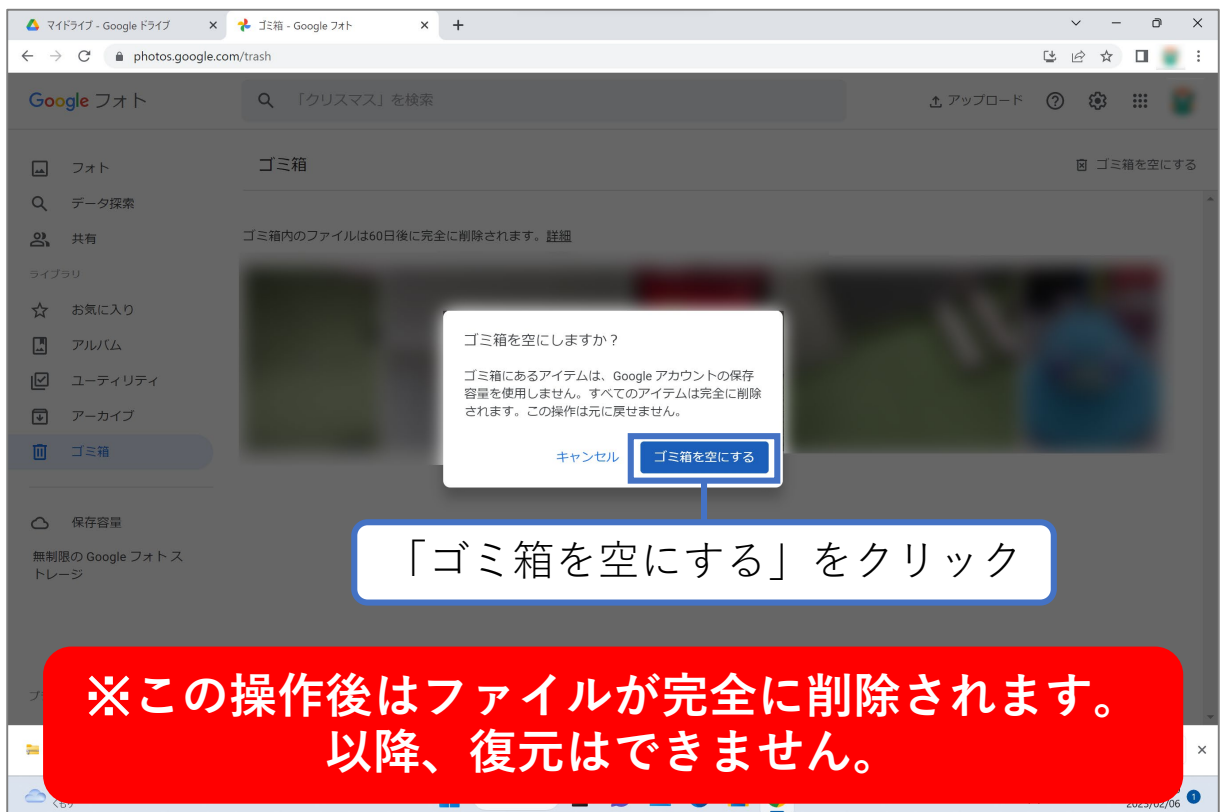 マイドライブ - Google ドライブ
ゴミ箱 - Google フォト
photos.google.com/trash
Google フォト
「クリスマス」を検索
アップロード
フォト
ゴミ箱
ゴミ箱を空にする
データ探索
共有
ゴミ箱内のファイルは60日後に完全に削除されます。詳細
ライブラリ
お気に入り
アルバム
ユーティリティ
アーカイブ
ゴミ箱
保存容量
無制限の Google フォト ス
トレージ
ゴミ箱を空にしますか？
ゴミ箱にあるアイテムは、Google アカウントの保存
容量を使用しません。すべてのアイテムは完全に削除
されます。この操作は元に戻せません。
キャンセル
ゴミ箱を空にする
「ゴミ箱を空にする」をクリック
※この操作後はファイルが完全に削除されます。
以降、復元はできません。
くもり
2023/02/06
1